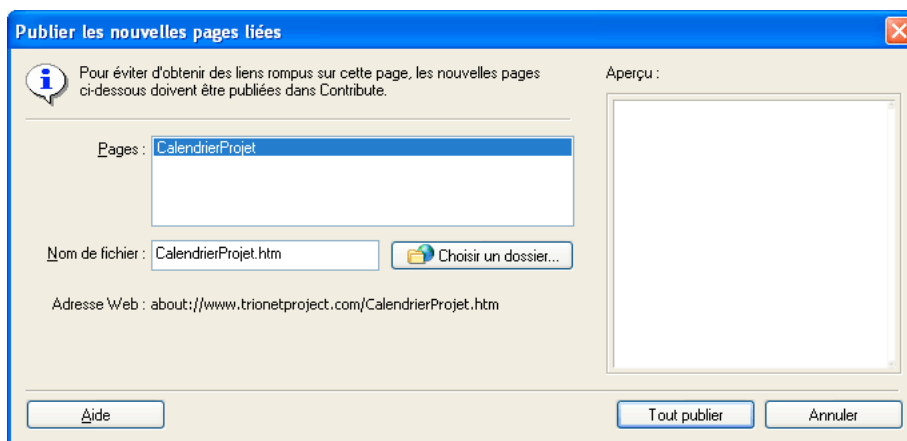 Publier les nouvelles pages liées
Pour éviter d'obtenir des liens rompus sur cette page, les nouvelles pages
ci-dessous doivent être publiées dans Contribute.
Aperçu :
Pages : CalendrierProjet
Nom de fichier : CalendrierProjet.htm Choisir un dossier...
Adresse Web : about://www.trionetproject.com/CalendrierProjet.htm
Aide Tout publier Annuler